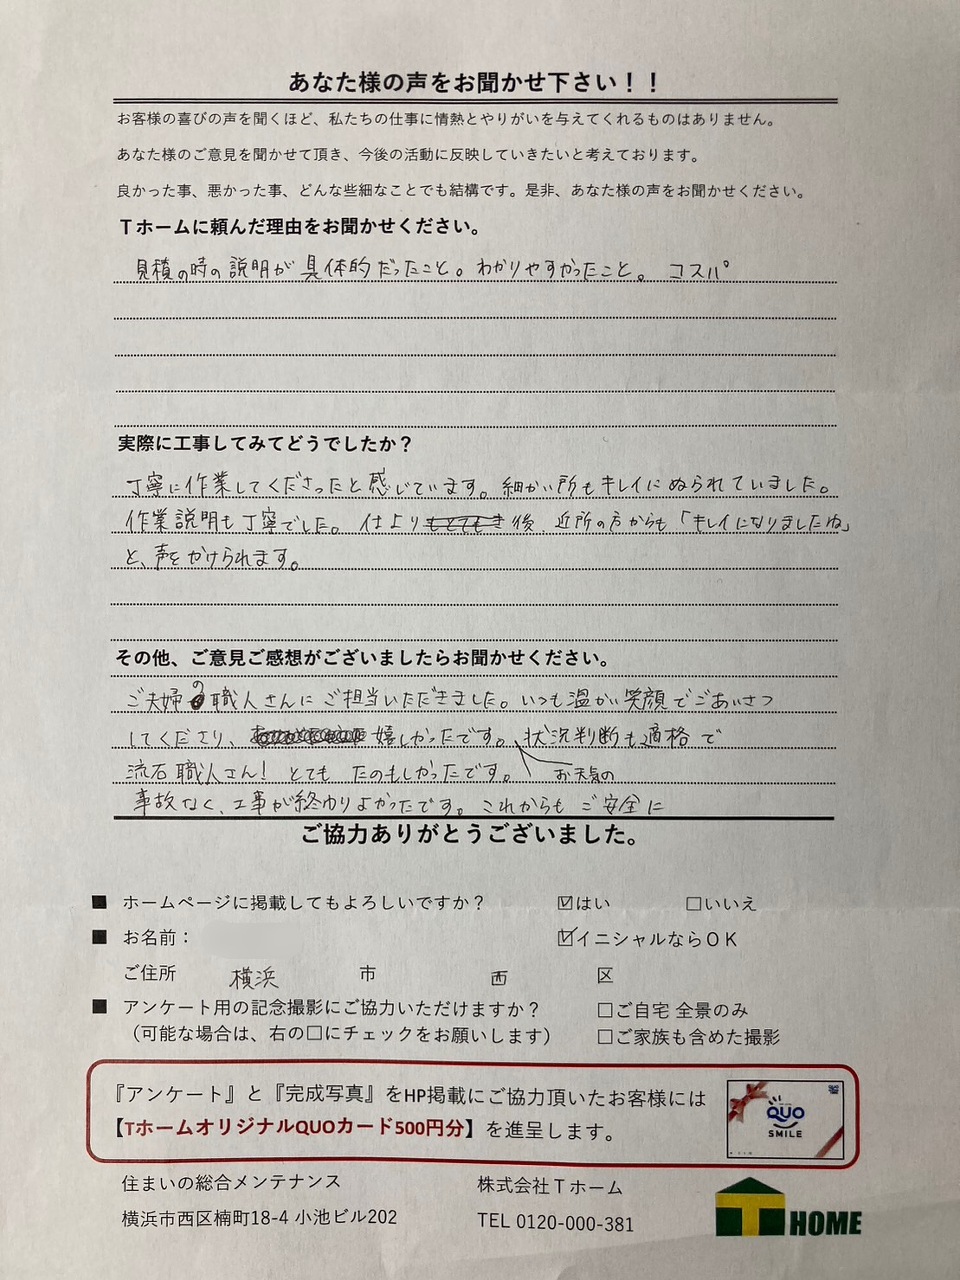 あなた様の声をお聞かせ下さい！！
お客様の喜びの声を聞くほど、私たちの仕事に情熱とやりがいを与えてくれるものはありません。
あなた様のご意見を聞かせて頂き、今後の活動に反映していきたいと考えております。
良かった事、悪かった事、どんな些細なことでも結構です。是非、あなた様の声をお聞かせください。
Ｔホームに頼んだ理由をお聞かせください。
見積の時の説明が具体的だったこと。わかりやすかったこと。コスパ
実際に工事してみてどうでしたか？
丁寧に作業してくださったと感じています。細かい所もキレイにぬられていました。
作業説明も丁寧でした。仕上り後、近所の方からも「キレイになりましたね」
と、声をかけられます。
その他、ご意見ご感想がございましたらお聞かせください。
ご夫婦の職人さんにご担当いただきました。いつも温かい笑顔でごあいさつ
してくださり、嬉しかったです。状況判断も適格で
流石職人さん！とてもたのもしかったです。お天気の
事故なく、工事が終わりよかったです。これからもご安全に
ご協力ありがとうございました。
■ ホームページに掲載してもよろしいですか？ ☑はい □いいえ
■ お名前： ☑イニシャルならＯＫ
ご住所 横浜 市 西 区
■ アンケート用の記念撮影にご協力いただけますか？ □ご自宅 全景のみ
（可能な場合は、右の□にチェックをお願いします） □ご家族も含めた撮影
『アンケート』と『完成写真』をHP掲載にご協力頂いたお客様には
【TホームオリジナルQUOカード500円分】を進呈します。
QUO
SMILE
住まいの総合メンテナンス 株式会社Ｔホーム
横浜市西区楠町18-4 小池ビル202 TEL 0120-000-381
T HOME